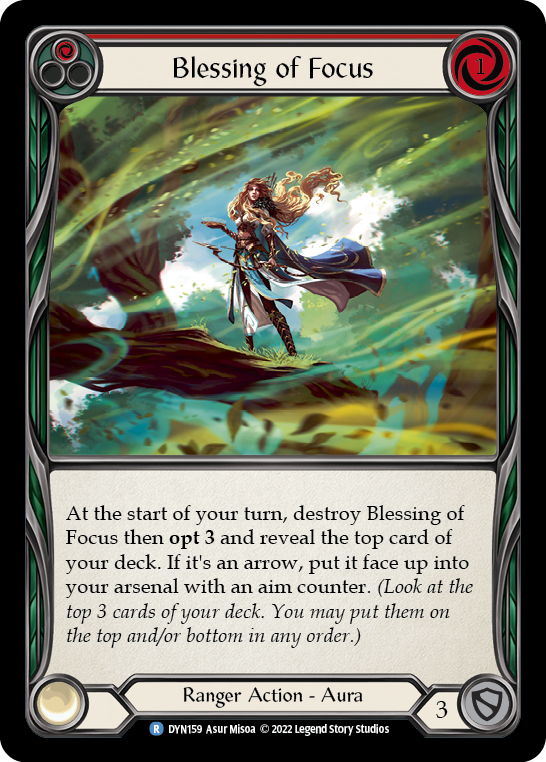 Blessing of Focus
1
At the start of your turn, destroy Blessing of
Focus then opt 3 and reveal the top card of
your deck. If it's an arrow, put it face up into
your arsenal with an aim counter. (Look at the
top 3 cards of your deck. You may put them on
the top and/or bottom in any order.)
Ranger Action - Aura
3
R DYN159 Asur Misoa © 2022 Legend Story Studios